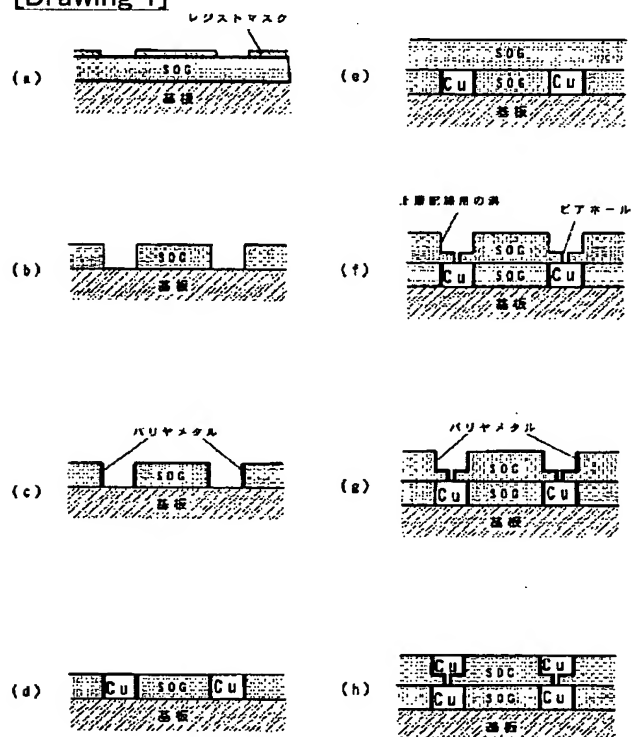 [Drawing 1]
レジストマスク
(a)
SOG
基板
(b)
SOG
基板
バリヤメタル
(c)
SOG
基板
(d)
Cu SOG Cu
基板
(e)
SOG
Cu SOG Cu
基板
上層配線用の溝
ビアホール
(f)
SOG
Cu SOG Cu
基板
バリヤメタル
(g)
SOG
Cu SOG Cu
基板
(h)
Cu SOG Cu
Cu SOG Cu
基板